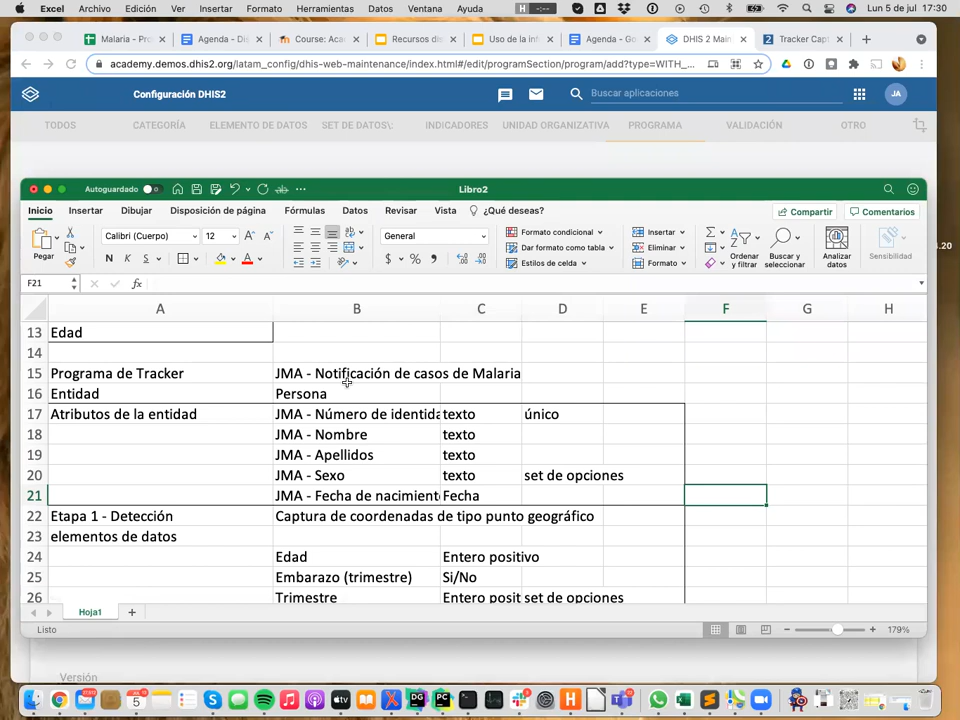 Excel Archivo Edición Ver Insertar Formato Herramientas Datos Ventana Ayuda H --:-- Lun 5 de jul 17:30
Malaria - Pro Agenda - Di Course: Aca Recursos dis Uso de la inf Agenda - Go DHIS 2 Main Tracker Capt
academy.demos.dhis2.org/latam_config/dhis-web-maintenance/index.html#/edit/programSection/program/add?type=WITH_...
Configuración DHIS2 Buscar aplicaciones JA
TODOS CATEGORÍA ELEMENTO DE DATOS SET DE DATOS\: INDICADORES UNIDAD ORGANIZATIVA PROGRAMA VALIDACIÓN OTRO
Autoguardado Libro2
Inicio Insertar Dibujar Disposición de página Fórmulas Datos Revisar Vista ¿Qué deseas? Compartir Comentarios
Pegar Calibri (Cuerpo) 12 General Formato condicional Insertar
N K S Dar formato como tabla Eliminar
Estilos de celda Formato
Ordenar y filtrar Buscar y seleccionar Analizar datos Sensibilidad
1.20
F21 fx
A B C D E F G H
13 Edad
14
15 Programa de Tracker JMA - Notificación de casos de Malaria
16 Entidad Persona
17 Atributos de la entidad JMA - Número de identida texto único
18 JMA - Nombre texto
19 JMA - Apellidos texto
20 JMA - Sexo texto set de opciones
21 JMA - Fecha de nacimient Fecha
22 Etapa 1 - Detección Captura de coordenadas de tipo punto geográfico
23 elementos de datos
24 Edad Entero positivo
25 Embarazo (trimestre) Si/No
26 Trimestre Entero posit set de opciones
Hoja1
Listo 179%
Versión